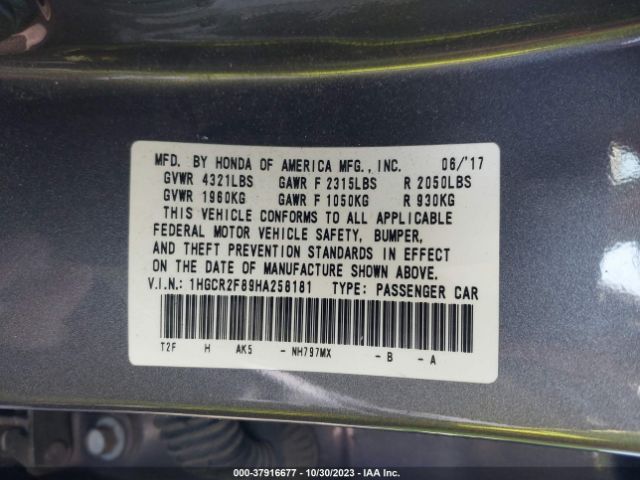 MFD. BY HONDA OF AMERICA MFG., INC. 06/'17
GVWR 4321LBS GAWR F 2315LBS R 2050LBS
GVWR 1960KG GAWR F 1050KG R 930KG
THIS VEHICLE CONFORMS TO ALL APPLICABLE
FEDERAL MOTOR VEHICLE SAFETY, BUMPER,
AND THEFT PREVENTION STANDARDS IN EFFECT
ON THE DATE OF MANUFACTURE SHOWN ABOVE.
V.I.N.: 1HGCR2F89HA258181 TYPE: PASSENGER CAR
T2F H AK5 - NH797MX - B - A
000-37916677 - 10/30/2023 - IAA Inc.